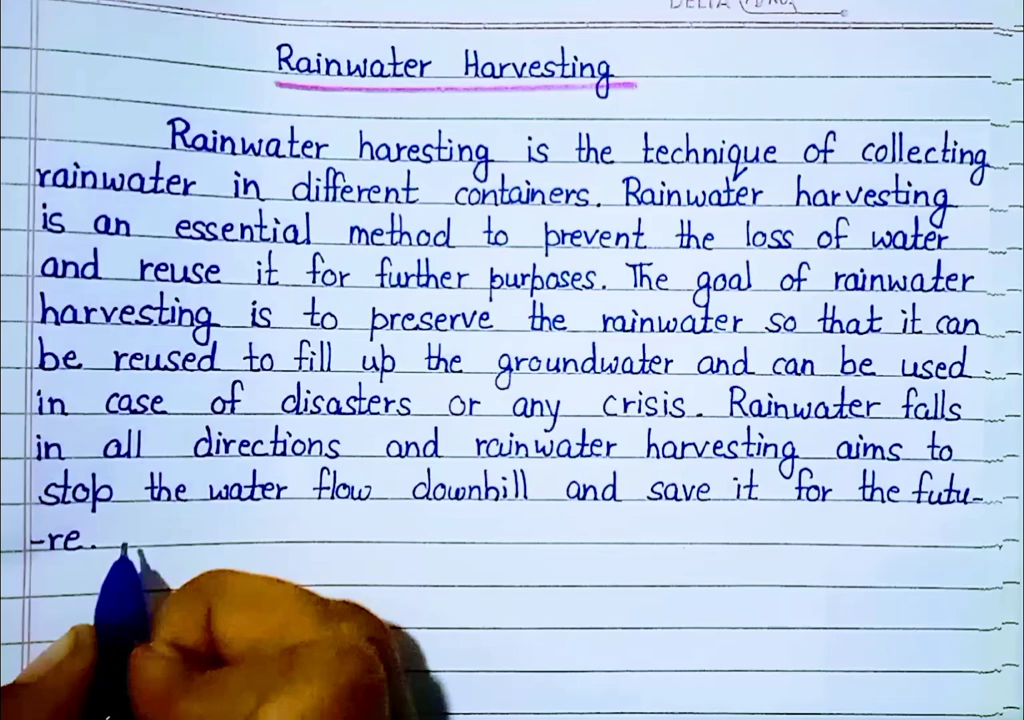 DELTA
Rainwater Harvesting
Rainwater haresting is the technique of collecting
rainwater in different containers. Rainwater harvesting
is an essential method to prevent the loss of water
and reuse it for further purposes. The goal of rainwater
harvesting is to preserve the rainwater so that it can
be reused to fill up the groundwater and can be used
in case of disasters or any crisis. Rainwater falls
in all directions and rainwater harvesting aims to
stop the water flow downhill and save it for the futu-
-re.